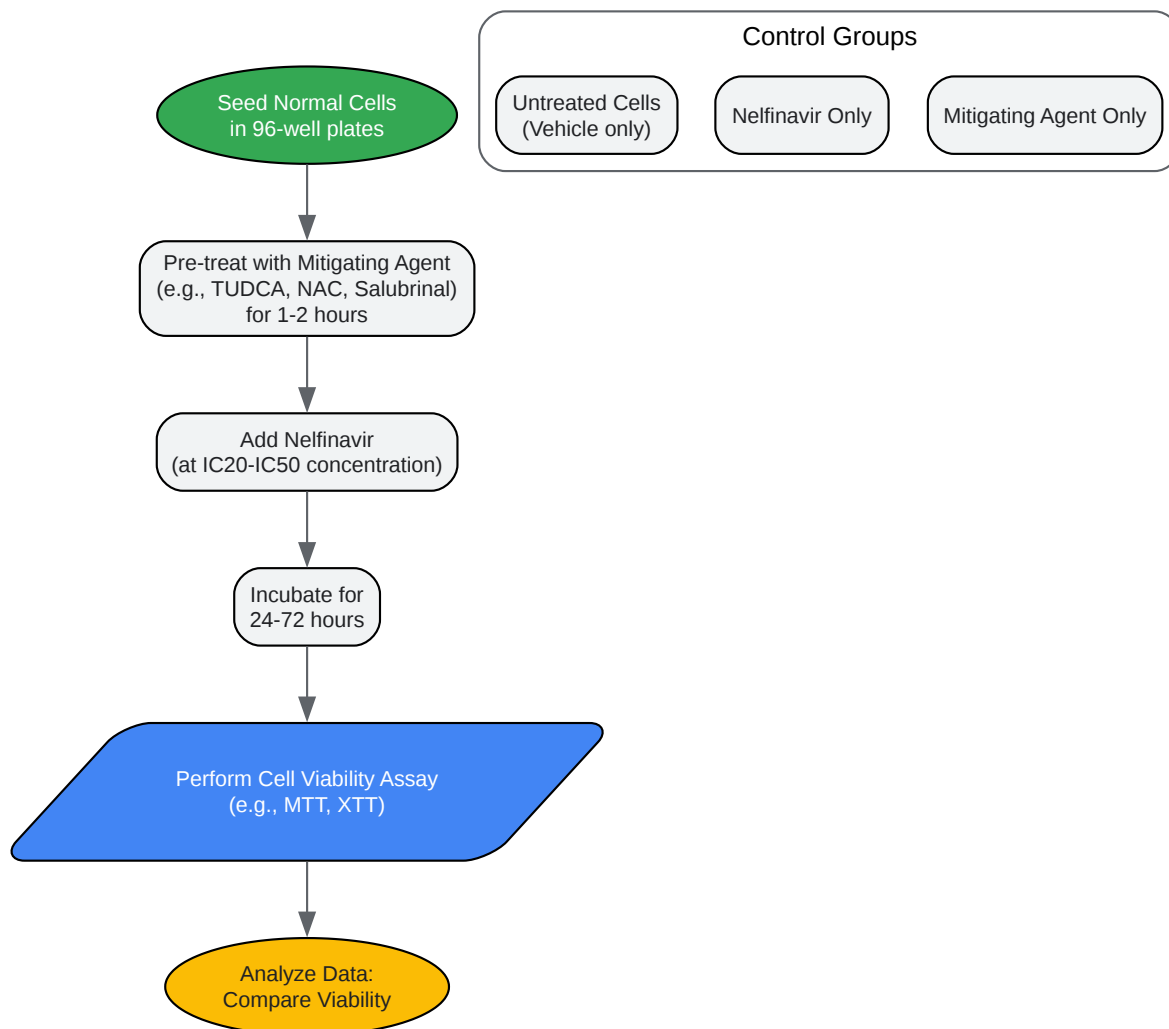 Control Groups
Seed Normal Cells
in 96-well plates
Untreated Cells
(Vehicle only)
Nelfinavir Only
Mitigating Agent Only
Pre-treat with Mitigating Agent
(e.g., TUDCA, NAC, Salubrinal)
for 1-2 hours
Add Nelfinavir
(at IC20-IC50 concentration)
Incubate for
24-72 hours
Perform Cell Viability Assay
(e.g., MTT, XTT)
Analyze Data:
Compare Viability